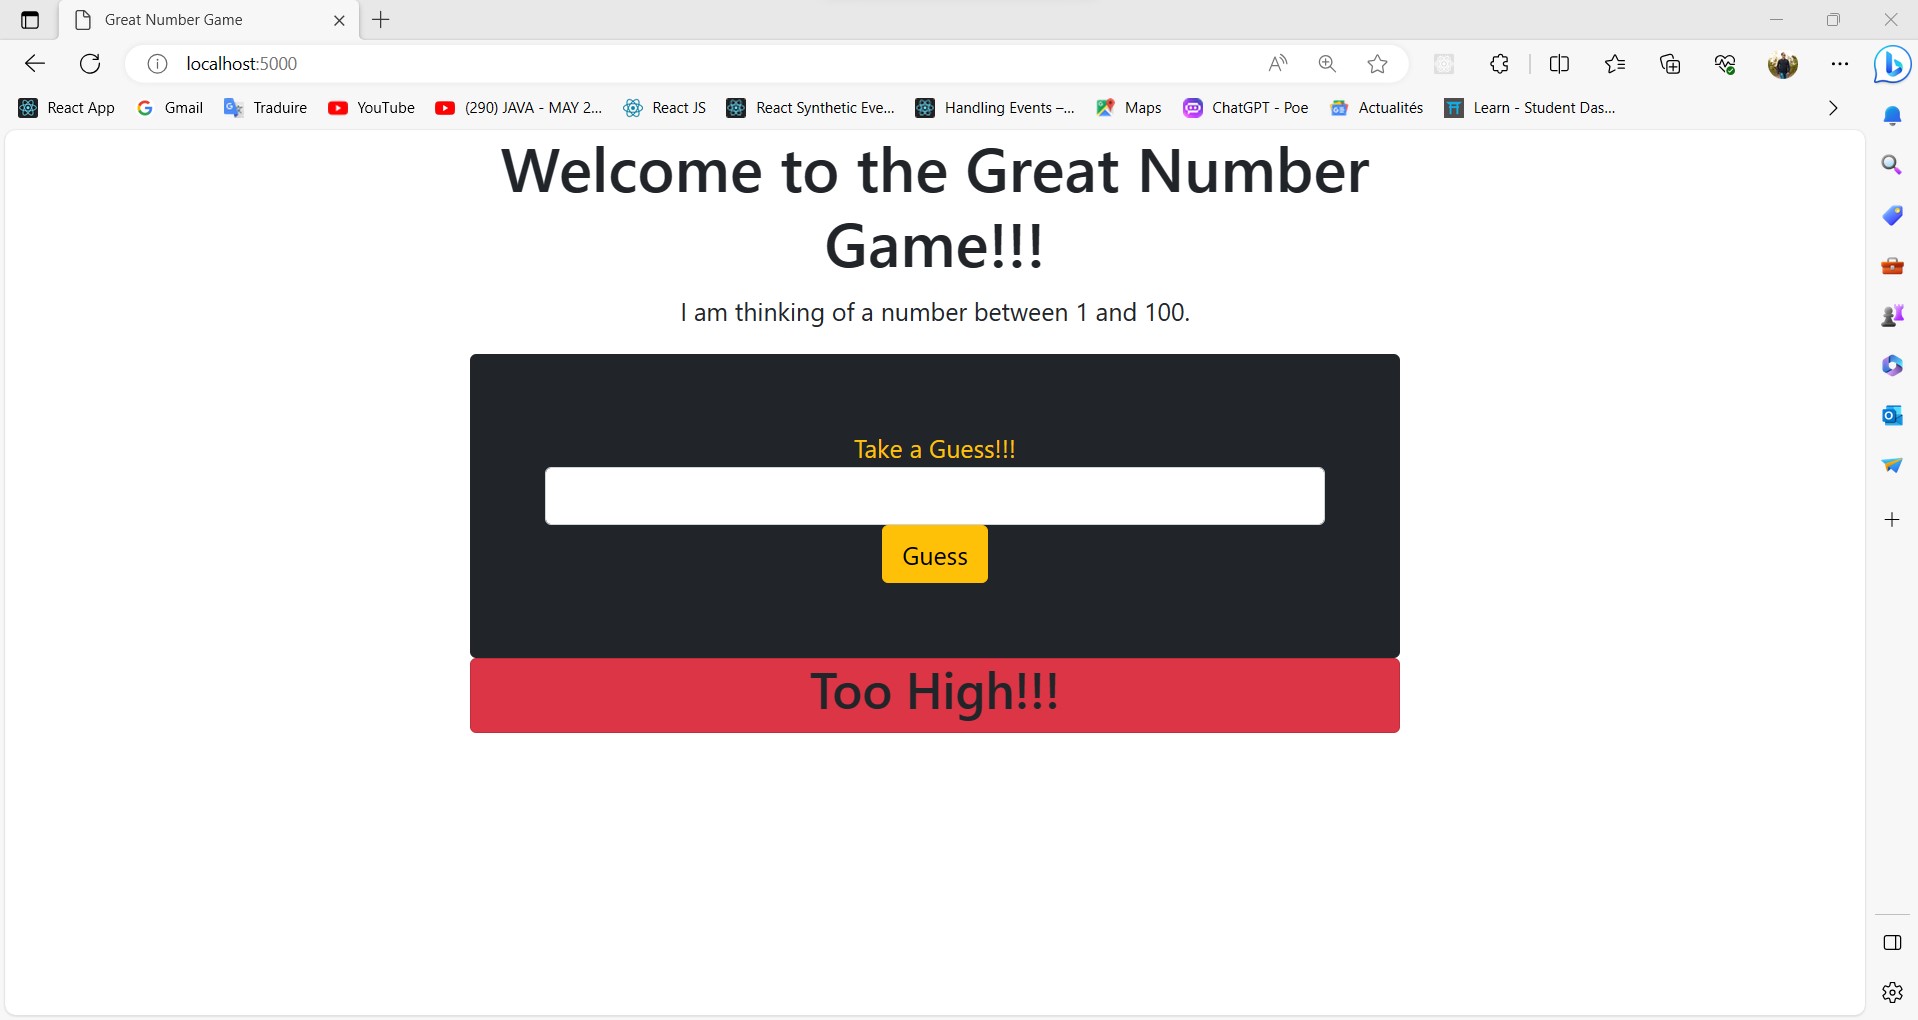 Great Number Game
localhost:5000
React App Gmail Traduire YouTube (290) JAVA - MAY 2... React JS React Synthetic Eve... Handling Events –... Maps ChatGPT - Poe Actualités Learn - Student Das...
Welcome to the Great Number
Game!!!
I am thinking of a number between 1 and 100.
Take a Guess!!!
Guess
Too High!!!